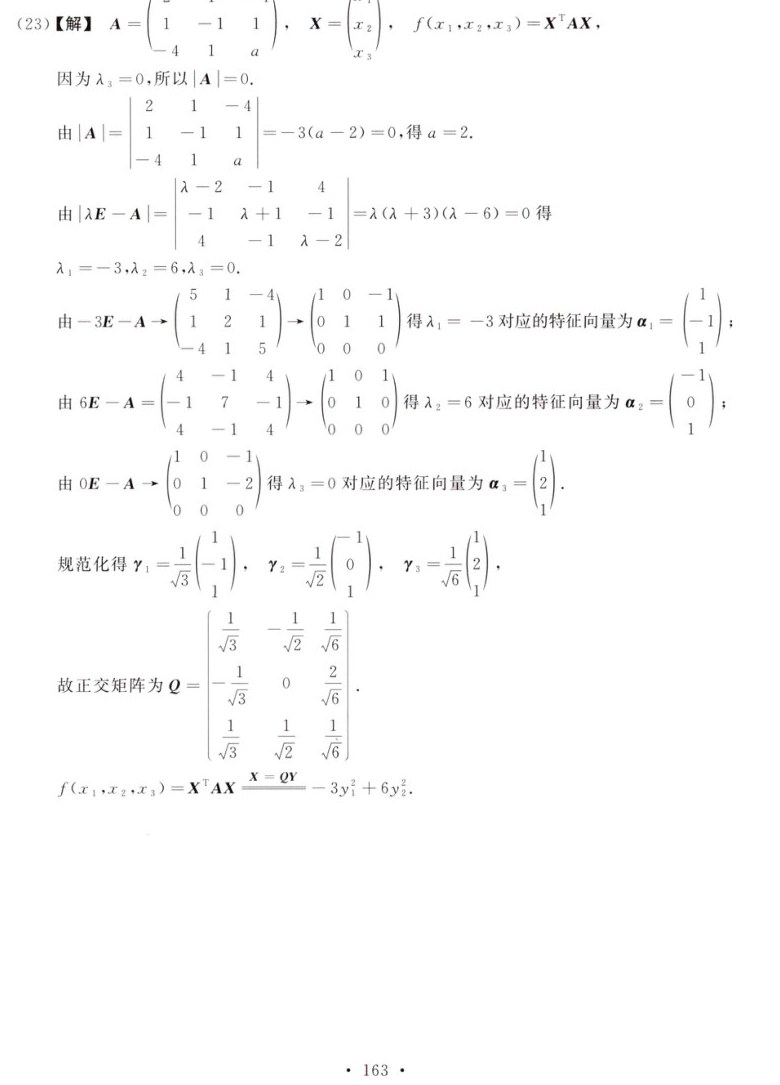 (23)【解】 A = ( 1 −1 1 −4 1 a ), X = ( x₂ x₃ ), f(x₁,x₂,x₃)=XᵀAX,
因为 λ₃=0,所以|A|=0.
由|A|= | 2 1 −4 1 −1 1 −4 1 a | =−3(a−2)=0,得 a=2.
由|λE−A|= | λ−2 −1 4 −1 λ+1 −1 4 −1 λ−2 | =λ(λ+3)(λ−6)=0 得
λ₁=−3,λ₂=6,λ₃=0.
由−3E−A→ ( 5 1 −4 1 2 1 −4 1 5 ) → ( 1 0 −1 0 1 1 0 0 0 ) 得λ₁=−3 对应的特征向量为 α₁= ( 1 −1 1 ) ;
由 6E−A= ( 4 −1 4 −1 7 −1 4 −1 4 ) → ( 1 0 1 0 1 0 0 0 0 ) 得 λ₂=6 对应的特征向量为 α₂= ( −1 0 1 ) ;
由 0E−A→ ( 1 0 −1 0 1 −2 0 0 0 ) 得 λ₃=0 对应的特征向量为 α₃= ( 1 2 1 ) .
规范化得 γ₁= 1/√3 ( 1 −1 1 ) , γ₂= 1/√2 ( −1 0 1 ) , γ₃= 1/√6 ( 1 2 1 ) ,
故正交矩阵为 Q= ( 1/√3 −1/√2 1/√6 −1/√3 0 2/√6 1/√3 1/√2 1/√6 ) .
f(x₁,x₂,x₃)=XᵀAX X=QY −3y₁²+6y₂².
• 163 •